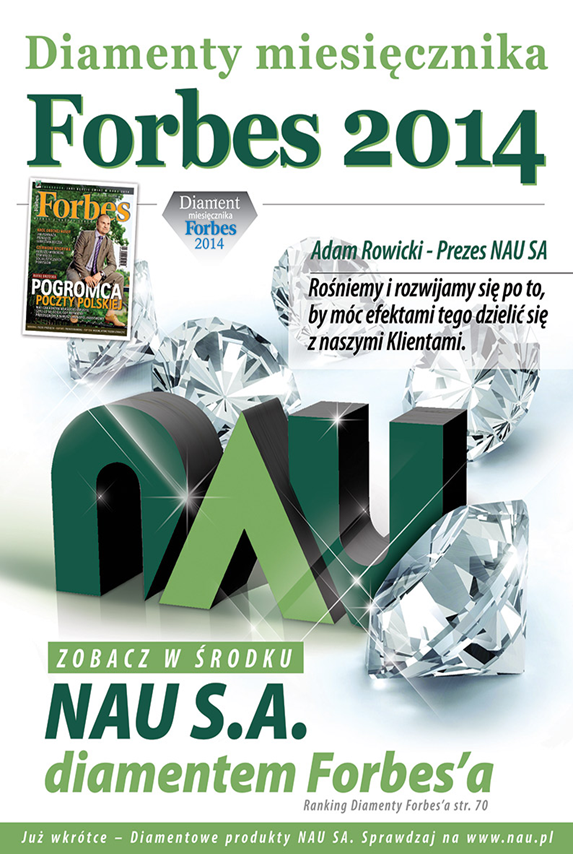 Diamenty miesięcznika
Forbes 2014
Forbes
POGROMCA
POCZTY POLSKIEJ
Diament
miesięcznika
Forbes
2014
Adam Rowicki - Prezes NAU SA
Rośniemy i rozwijamy się po to,
by móc efektami tego dzielić się
z naszymi Klientami.
NAU
ZOBACZ W ŚRODKU
NAU S.A.
diamentem Forbes’a
Ranking Diamenty Forbes’a str. 70
Już wkrótce – Diamentowe produkty NAU SA. Sprawdzaj na www.nau.pl